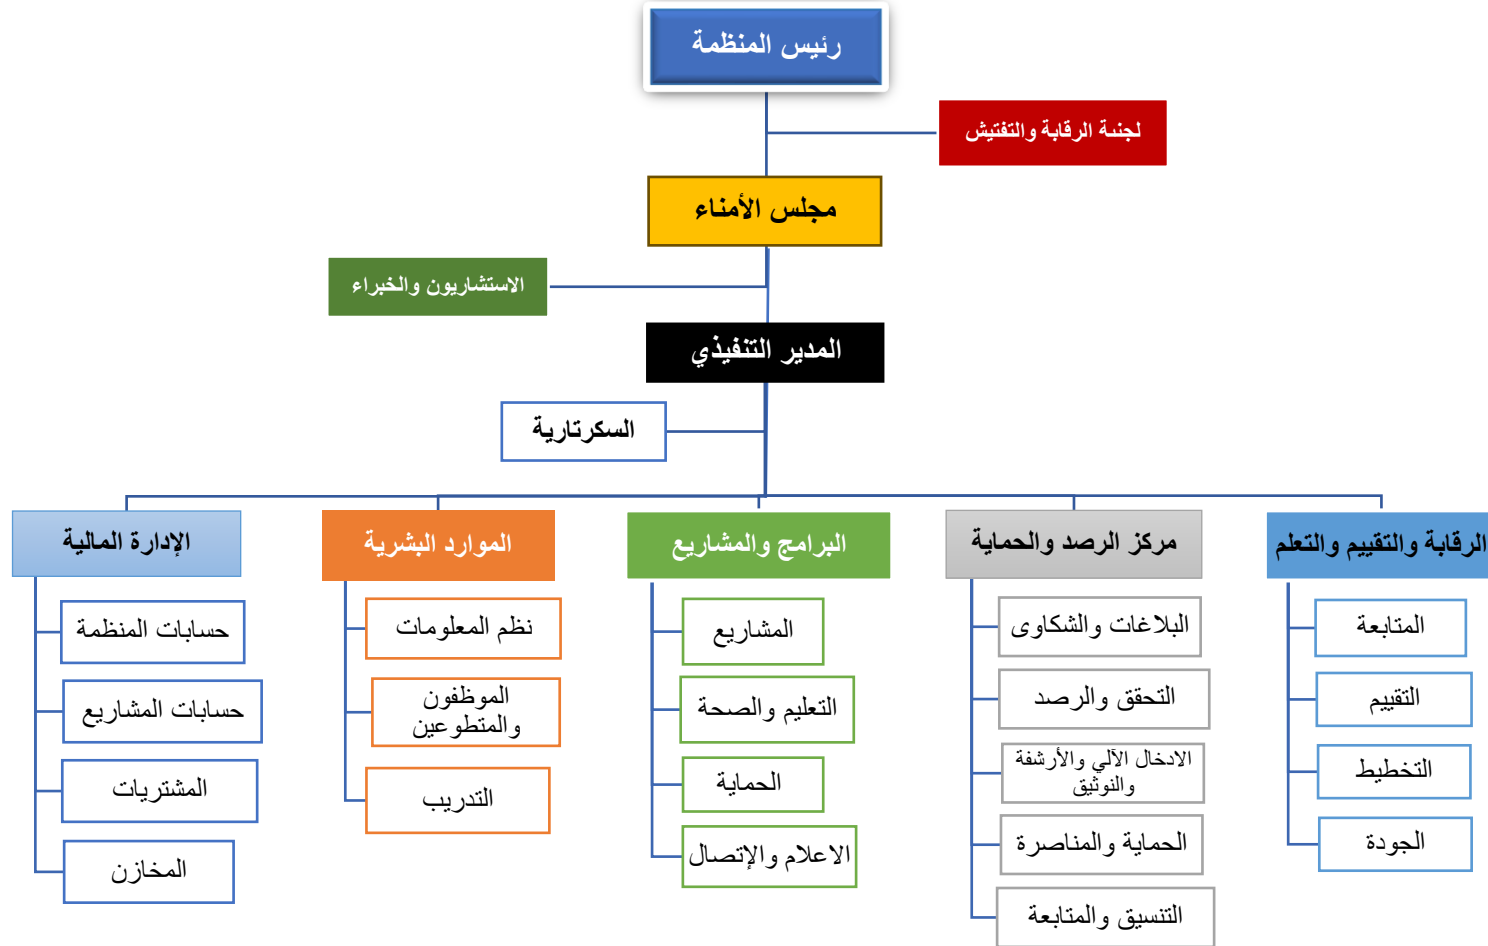 رئيس المنظمة
لجنة الرقابة والتفتيش
مجلس الأمناء
الاستشاريون والخبراء
المدير التنفيذي
السكرتارية
الرقابة والتقييم والتعلم
المتابعة
التقييم
التخطيط
الجودة
مركز الرصد والحماية
البلاغات والشكاوى
التحقق والرصد
الادخال الآلي والأرشفة
والنوثيق
الحماية والمناصرة
التنسيق والمتابعة
البرامج والمشاريع
المشاريع
التعليم والصحة
الحماية
الاعلام والإتصال
الموارد البشرية
نظم المعلومات
الموظفون
والمتطوعين
التدريب
الإدارة المالية
حسابات المنظمة
حسابات المشاريع
المشتريات
المخازن